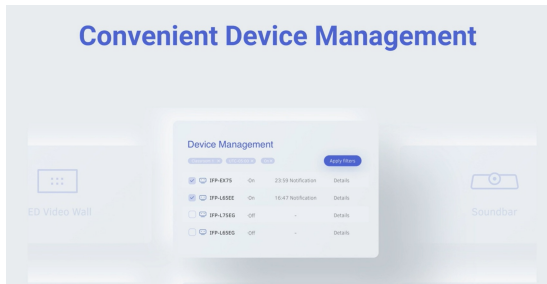 Convenient Device Management
Device Management
Apply filters
IFP-EX75 On 23:59 Notification Details
IFP-L65EE On 16:47 Notification Details
IFP-L75EG Off - Details
IFP-L65EG Off - Details
ED Video Wall
Soundbar